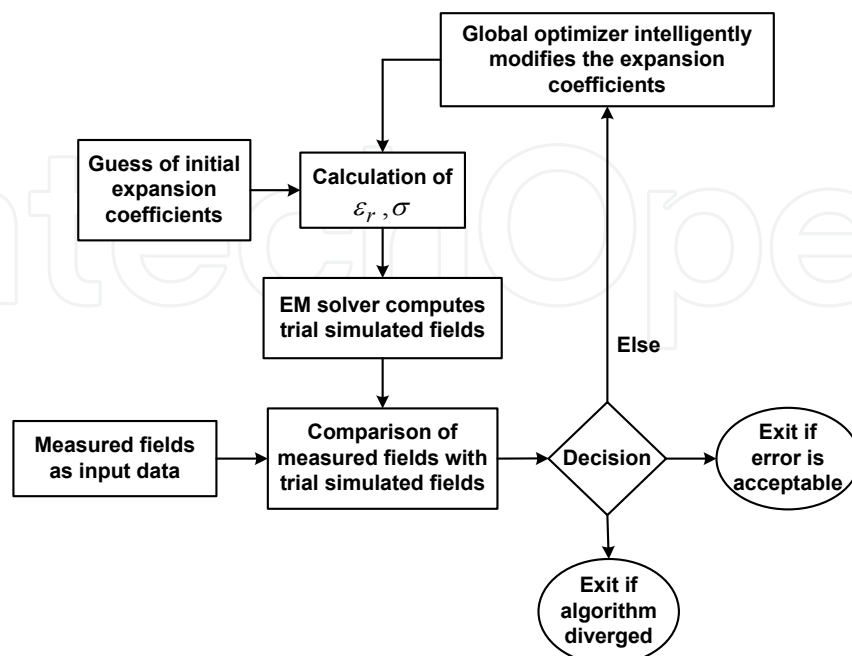 Global optimizer intelligently
modifies the expansion
coefficients
Guess of initial
expansion
coefficients
Calculation of
εr , σ
EM solver computes
trial simulated fields
Else
Measured fields
as input data
Comparison of
measured fields with
trial simulated fields
Decision
Exit if
error is
acceptable
Exit if
algorithm
diverged
ntechOpe